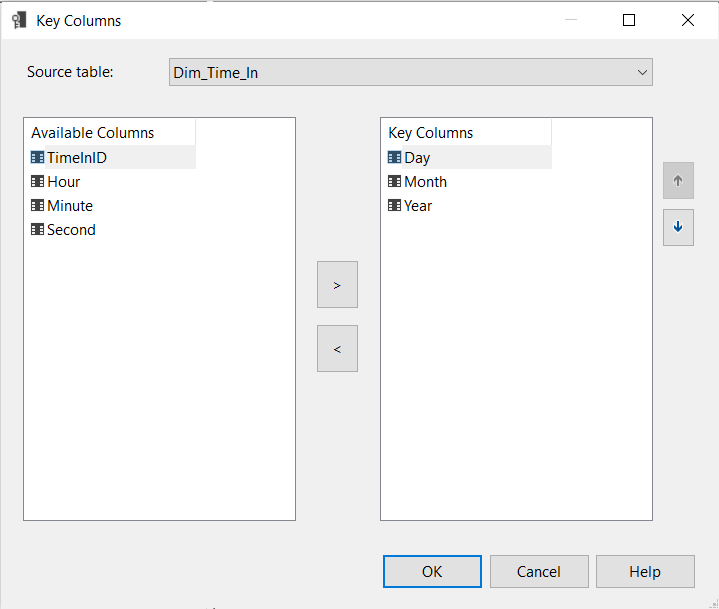 Key Columns
Source table:
Dim_Time_In
Available Columns
TimeInID
Hour
Minute
Second
>
<
Key Columns
Day
Month
Year
OK
Cancel
Help